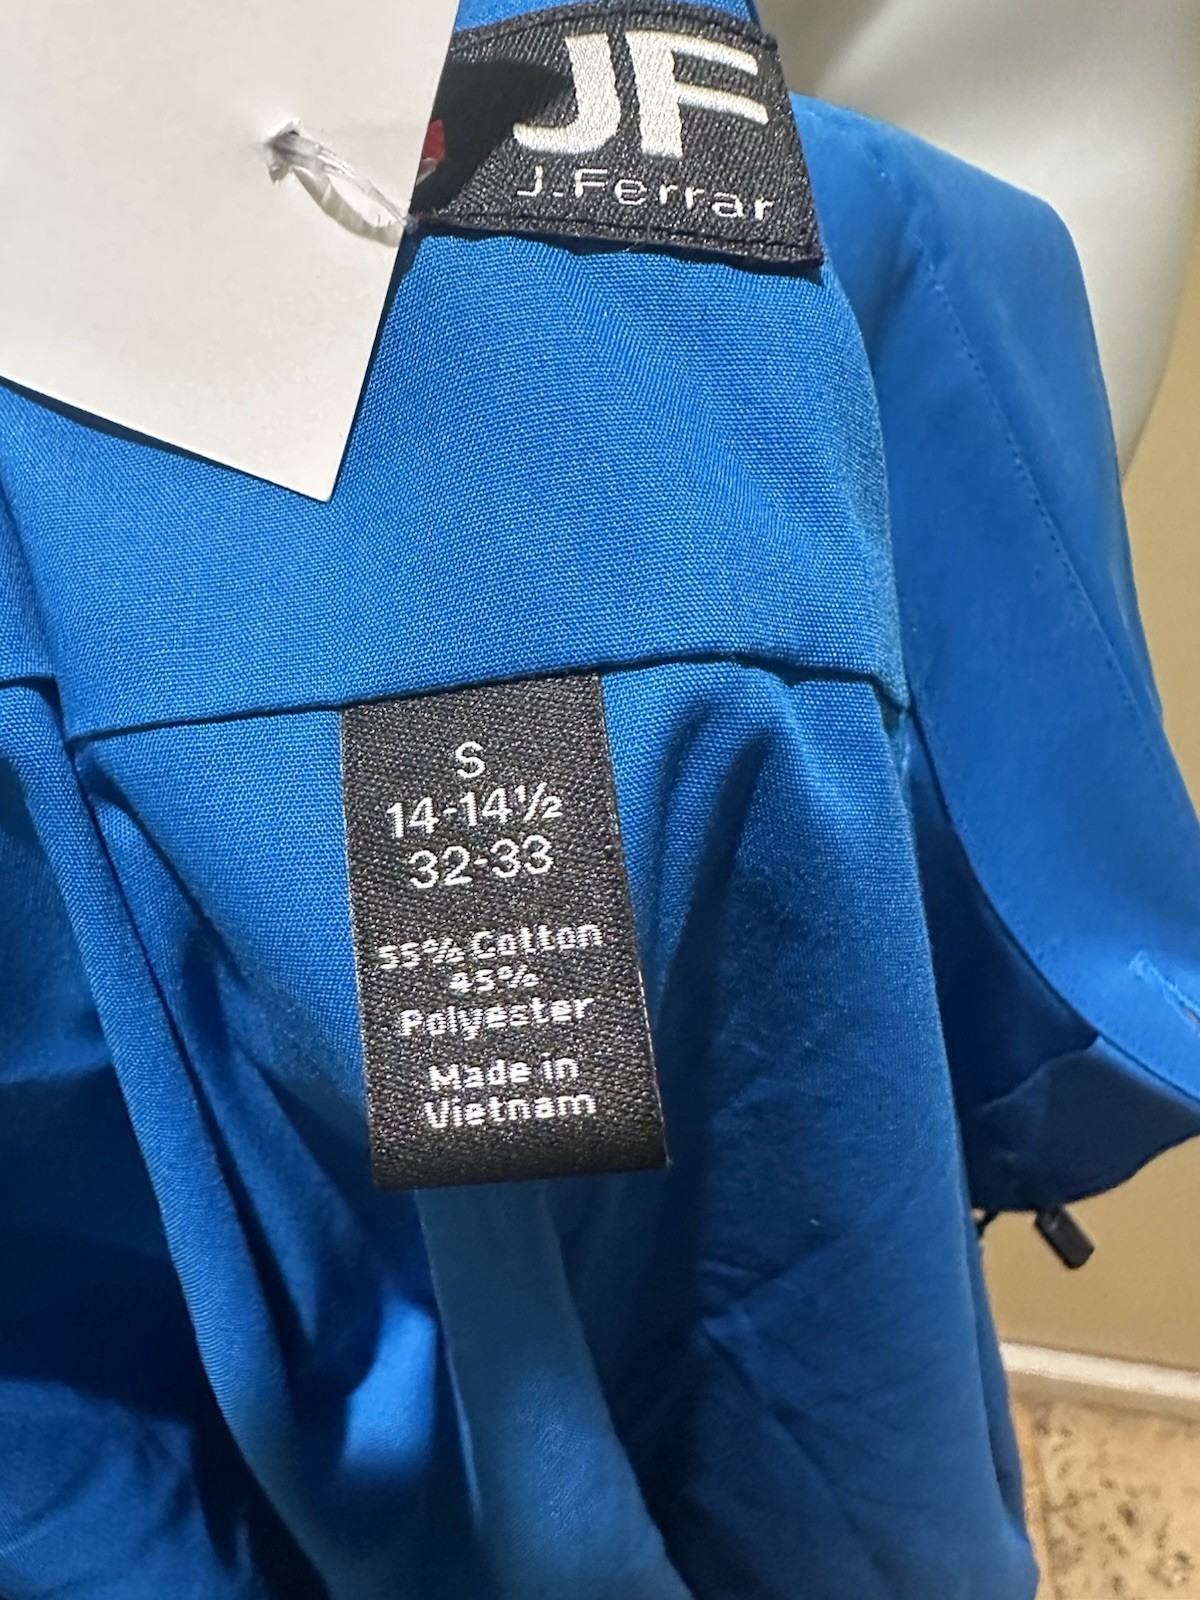 JF
J.Ferrar
S
14-14½
32-33
55% Cotton
45%
Polyester
Made in
Vietnam